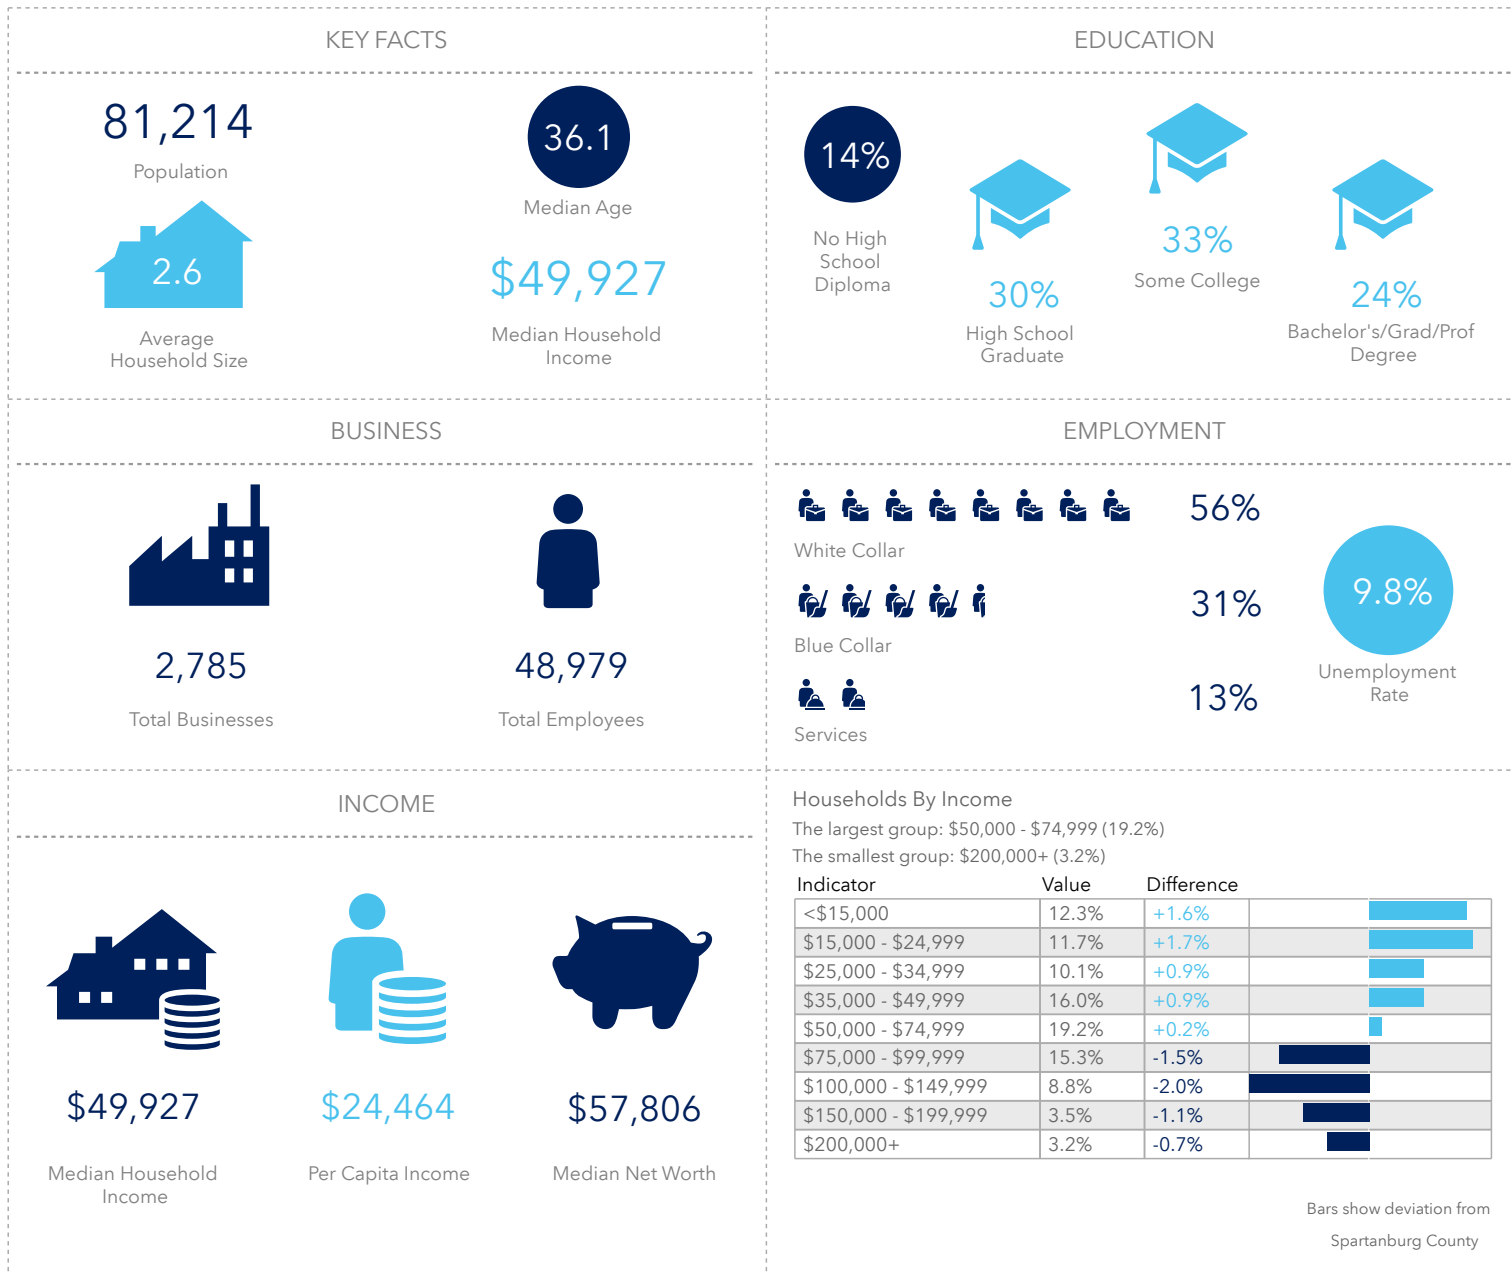 KEY FACTS
81,214
Population
36.1
Median Age
2.6
Average
Household Size
$49,927
Median Household
Income
EDUCATION
14%
No High
School
Diploma
30%
High School
Graduate
33%
Some College
24%
Bachelor's/Grad/Prof
Degree
BUSINESS
2,785
Total Businesses
48,979
Total Employees
EMPLOYMENT
56%
White Collar
31%
Blue Collar
13%
Services
9.8%
Unemployment
Rate
INCOME
$49,927
Median Household
Income
$24,464
Per Capita Income
$57,806
Median Net Worth
Households By Income
The largest group: $50,000 - $74,999 (19.2%)
The smallest group: $200,000+ (3.2%)
Indicator Value Difference
<$15,000 12.3% +1.6%
$15,000 - $24,999 11.7% +1.7%
$25,000 - $34,999 10.1% +0.9%
$35,000 - $49,999 16.0% +0.9%
$50,000 - $74,999 19.2% +0.2%
$75,000 - $99,999 15.3% -1.5%
$100,000 - $149,999 8.8% -2.0%
$150,000 - $199,999 3.5% -1.1%
$200,000+ 3.2% -0.7%
Bars show deviation from
Spartanburg County